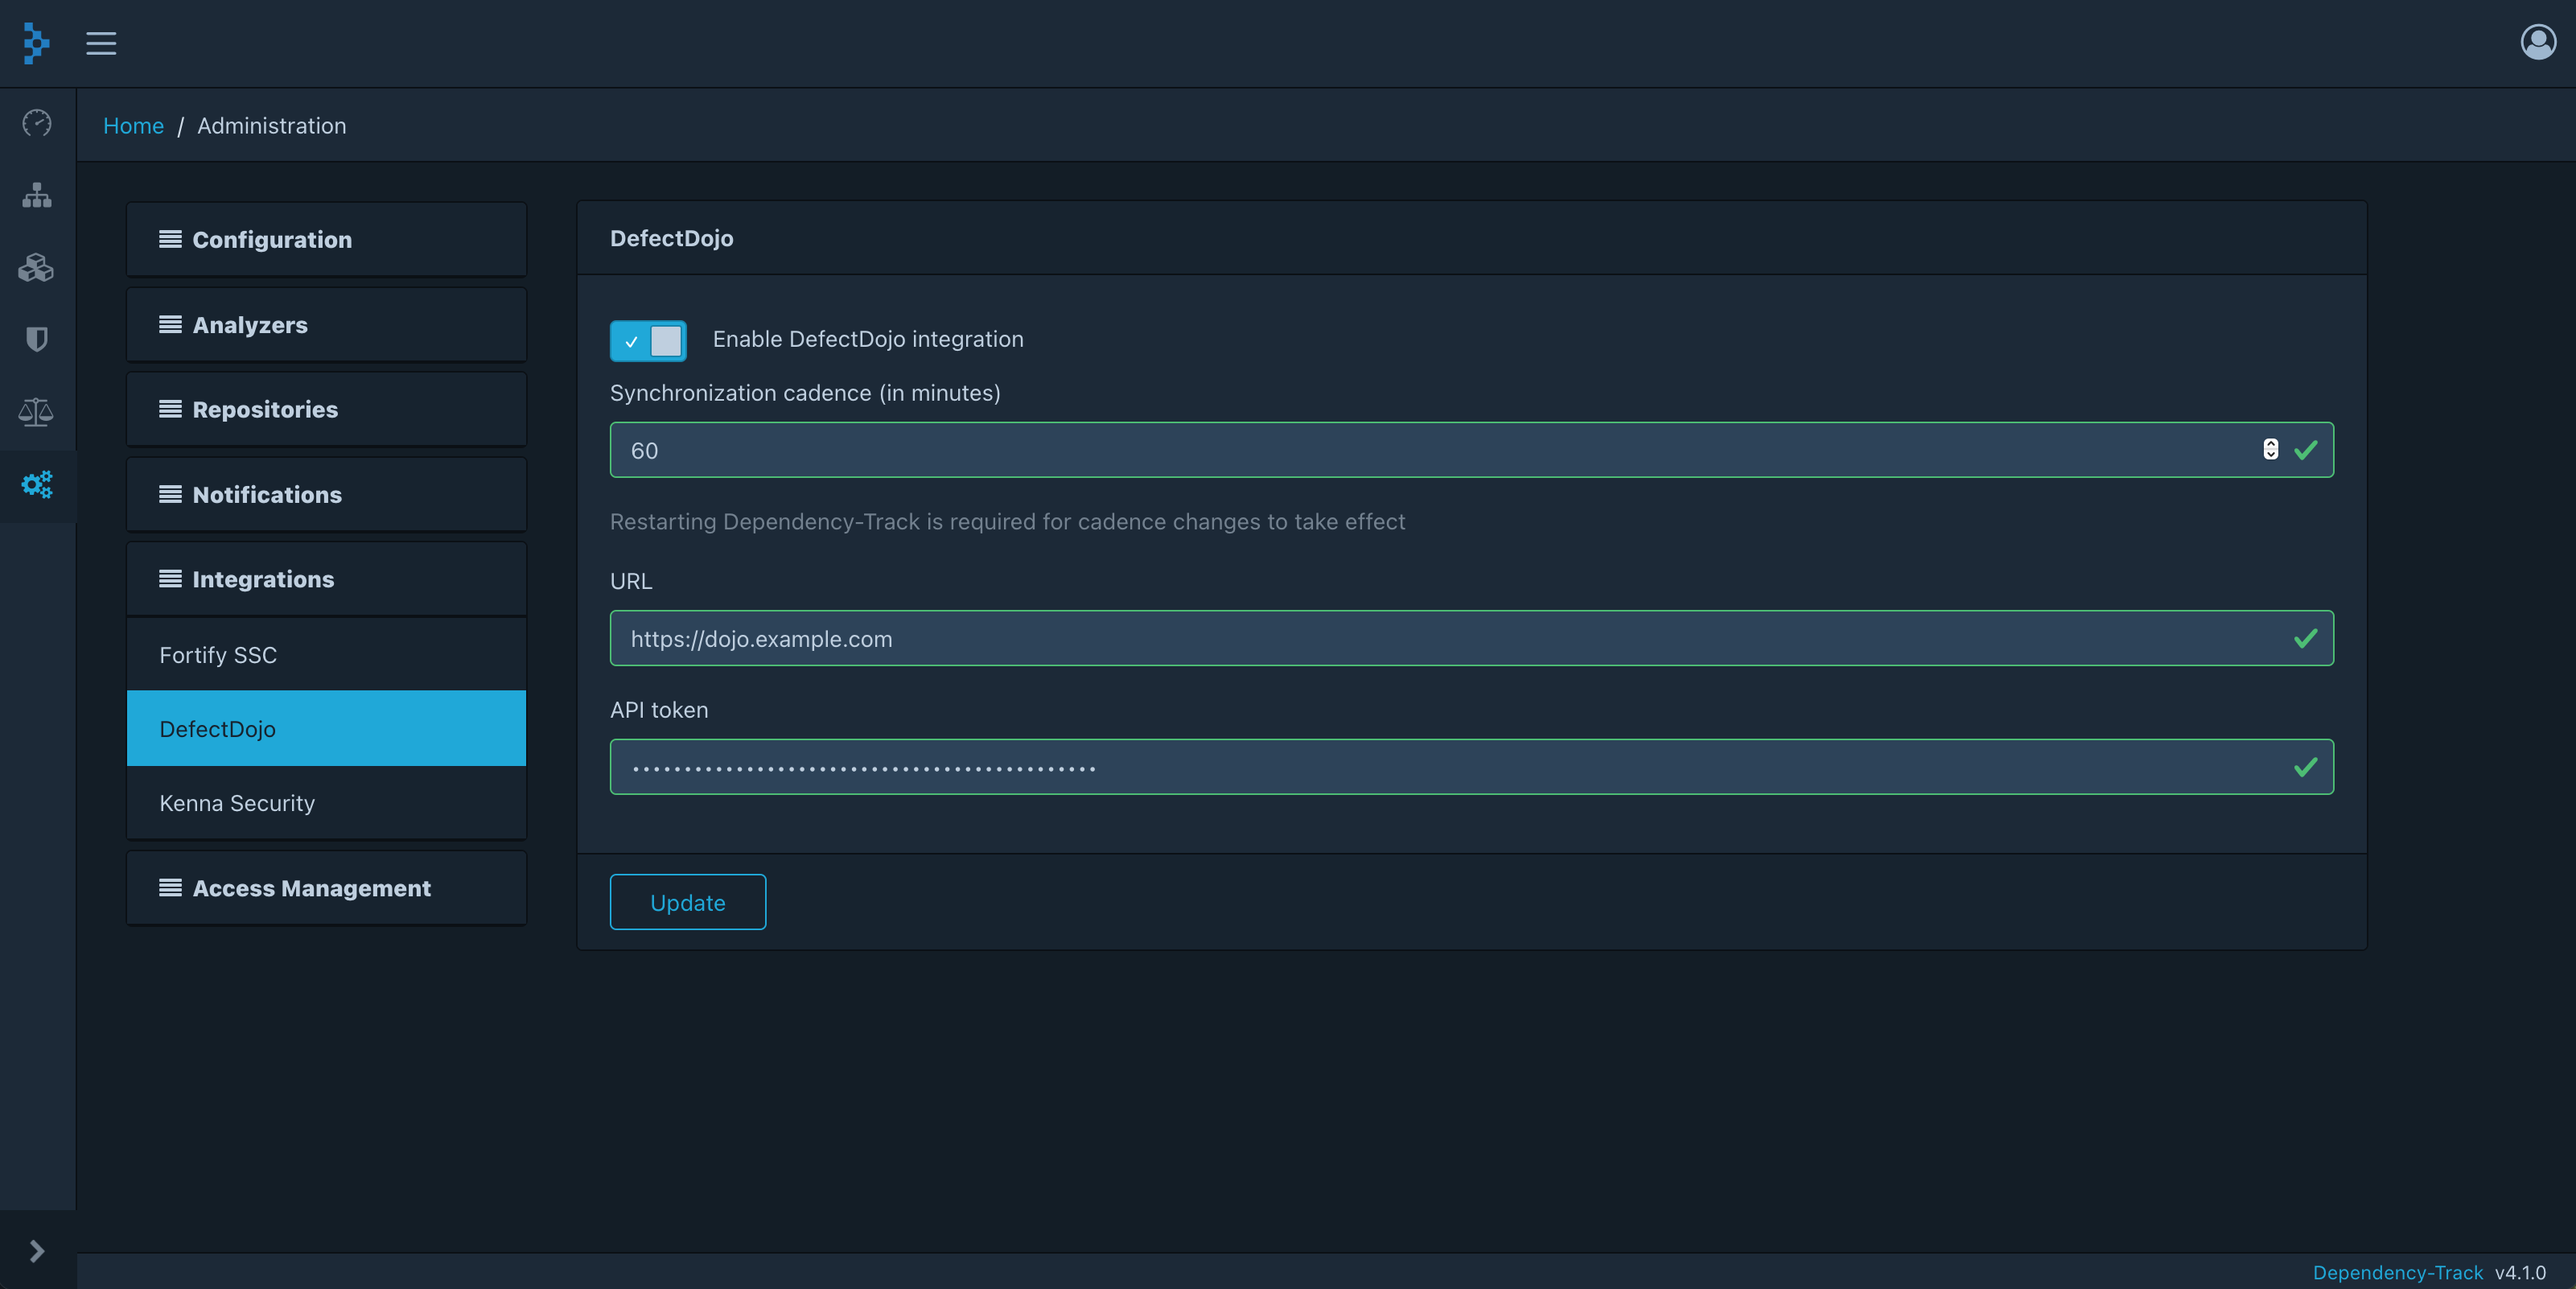 Home / Administration
Configuration
Analyzers
Repositories
Notifications
Integrations
Fortify SSC
DefectDojo
Kenna Security
Access Management
DefectDojo
Enable DefectDojo integration
Synchronization cadence (in minutes)
60
Restarting Dependency-Track is required for cadence changes to take effect
URL
https://dojo.example.com
API token
•••••••••••••••••••••••••••••••••••••••••••••
Update
Dependency-Track v4.1.0